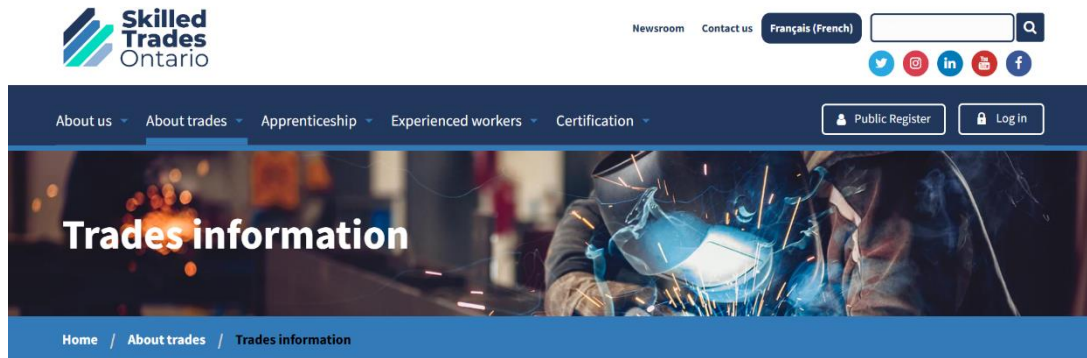 Skilled
Trades
Ontario
Newsroom Contact us Français (French)
About us About trades Apprenticeship Experienced workers Certification Public Register Log in
Trades information
Home / About trades / Trades information